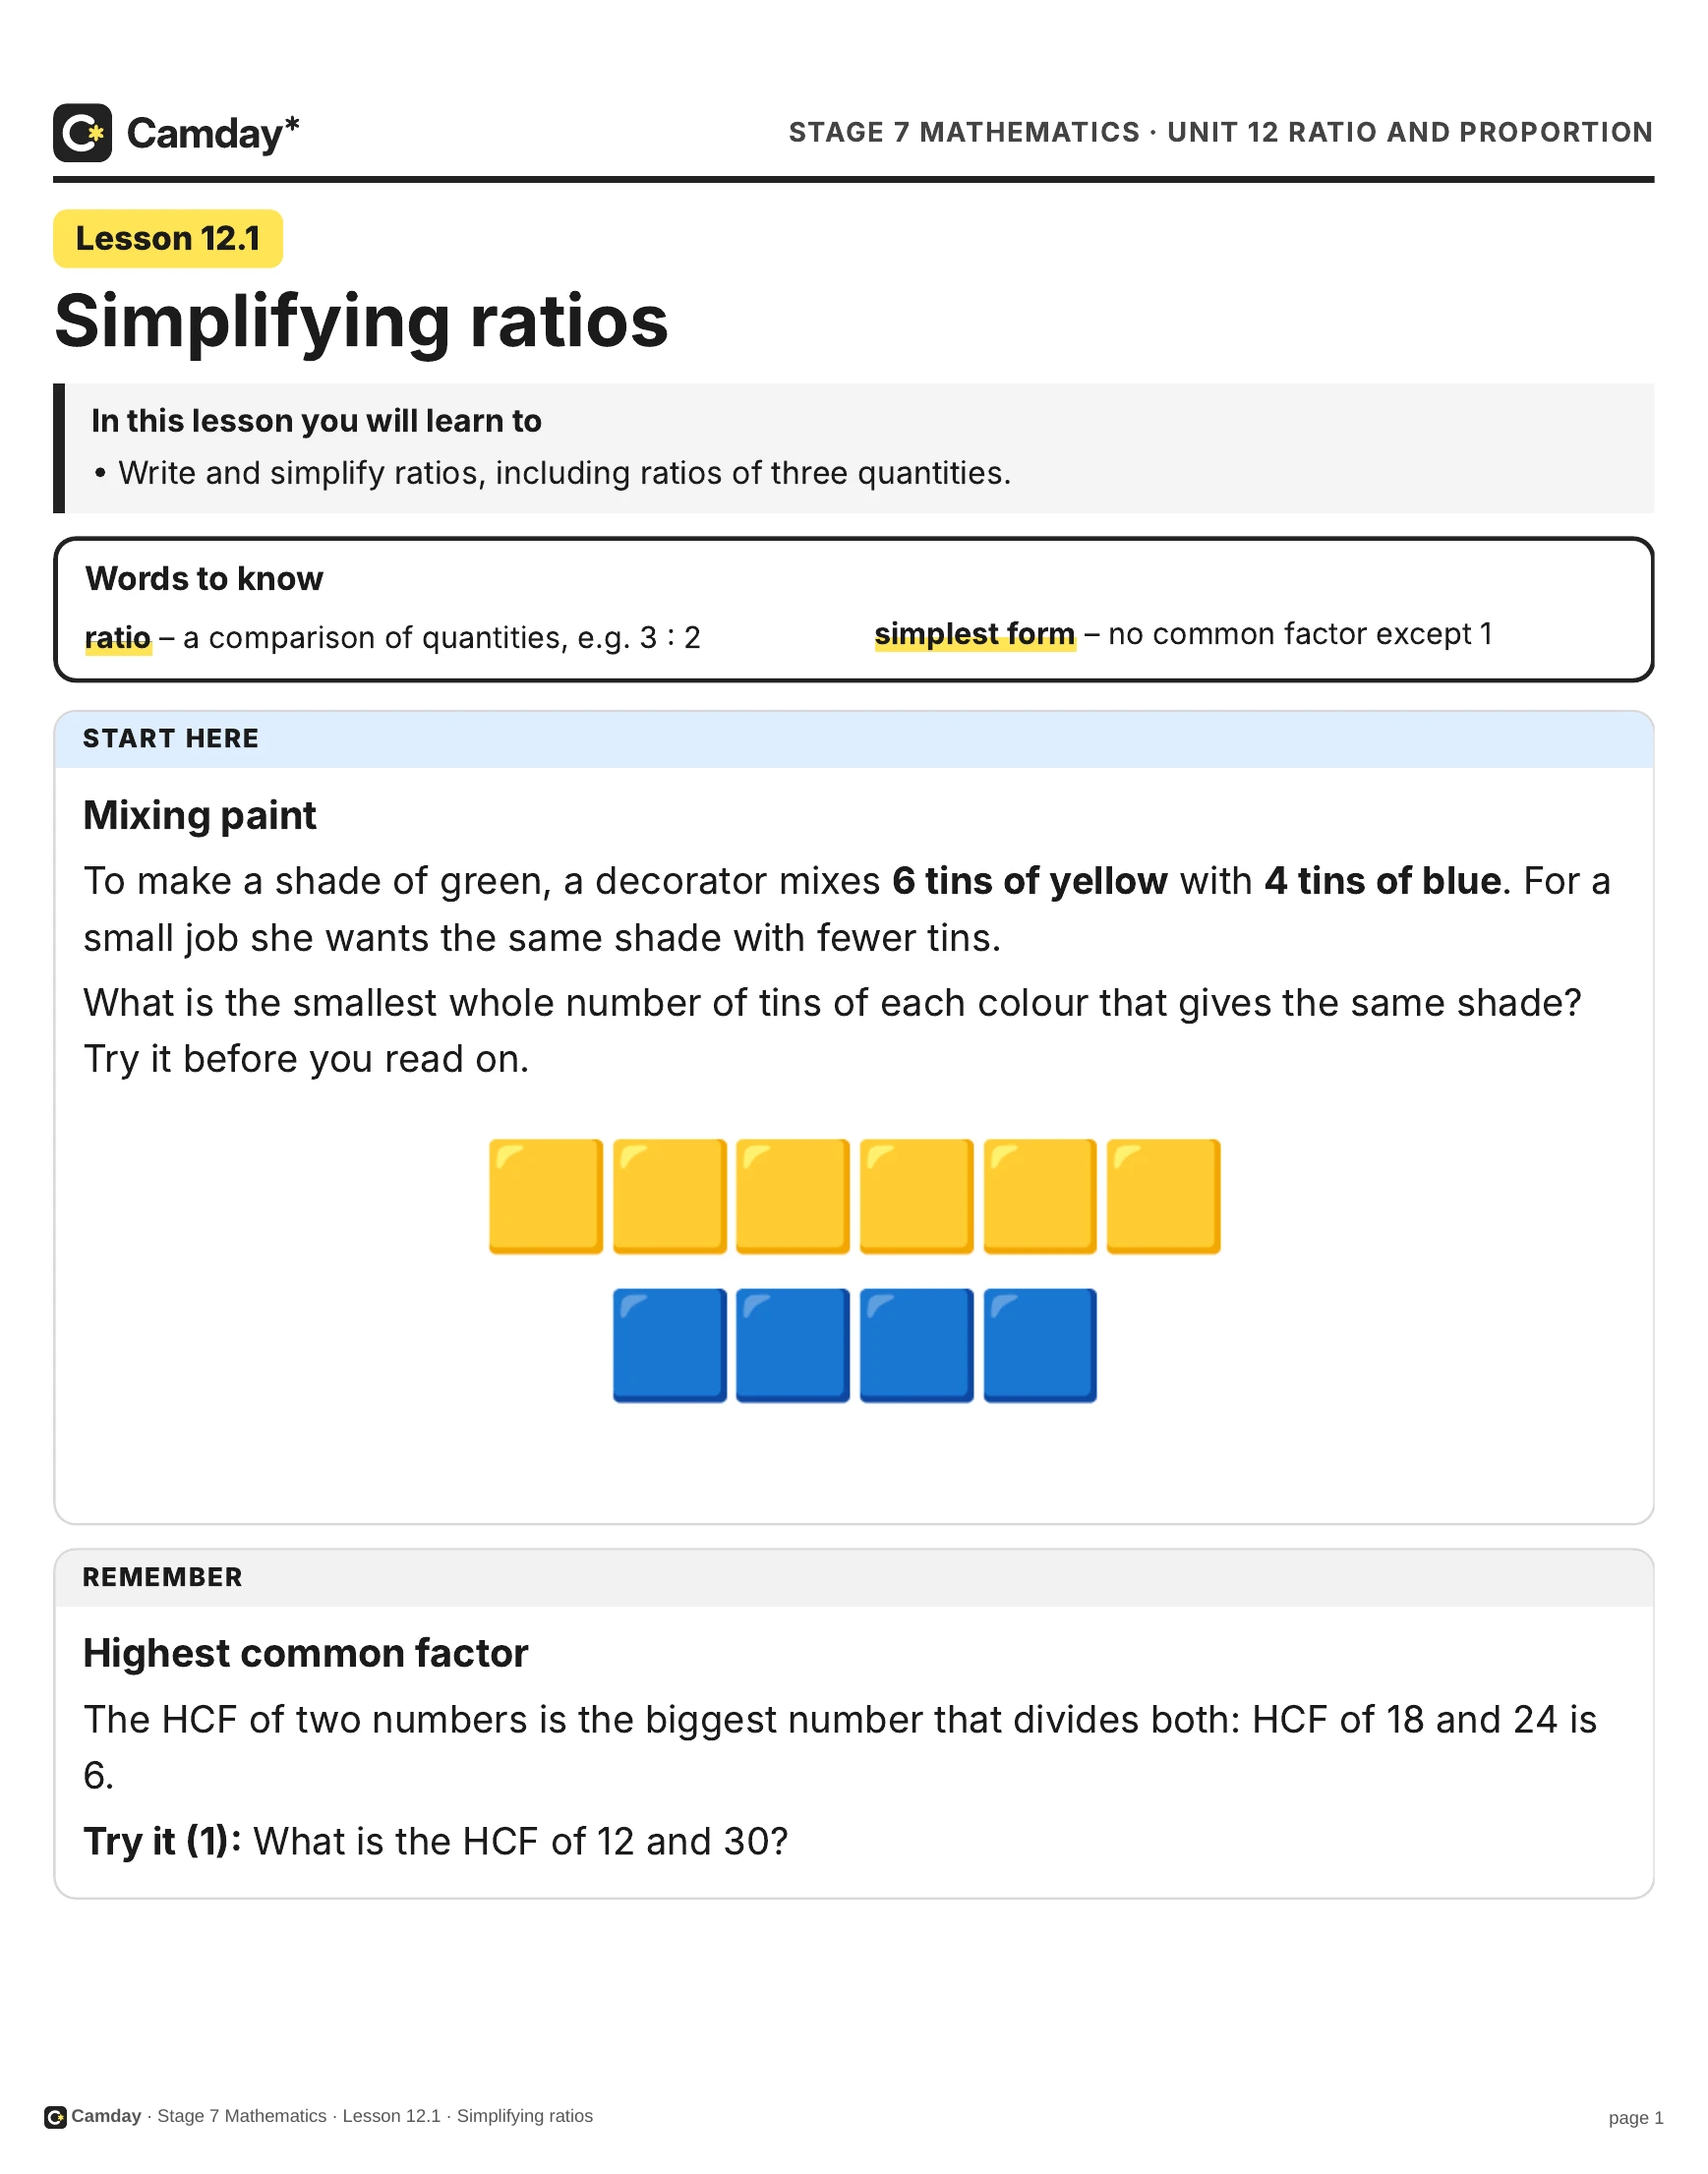 Camday*
STAGE 7 MATHEMATICS · UNIT 12 RATIO AND PROPORTION
Lesson 12.1
Simplifying ratios
In this lesson you will learn to
• Write and simplify ratios, including ratios of three quantities.
Words to know
ratio – a comparison of quantities, e.g. 3 : 2
simplest form – no common factor except 1
START HERE
Mixing paint
To make a shade of green, a decorator mixes 6 tins of yellow with 4 tins of blue. For a
small job she wants the same shade with fewer tins.
What is the smallest whole number of tins of each colour that gives the same shade?
Try it before you read on.
REMEMBER
Highest common factor
The HCF of two numbers is the biggest number that divides both: HCF of 18 and 24 is
6.
Try it (1): What is the HCF of 12 and 30?
Camday · Stage 7 Mathematics · Lesson 12.1 · Simplifying ratios
page 1